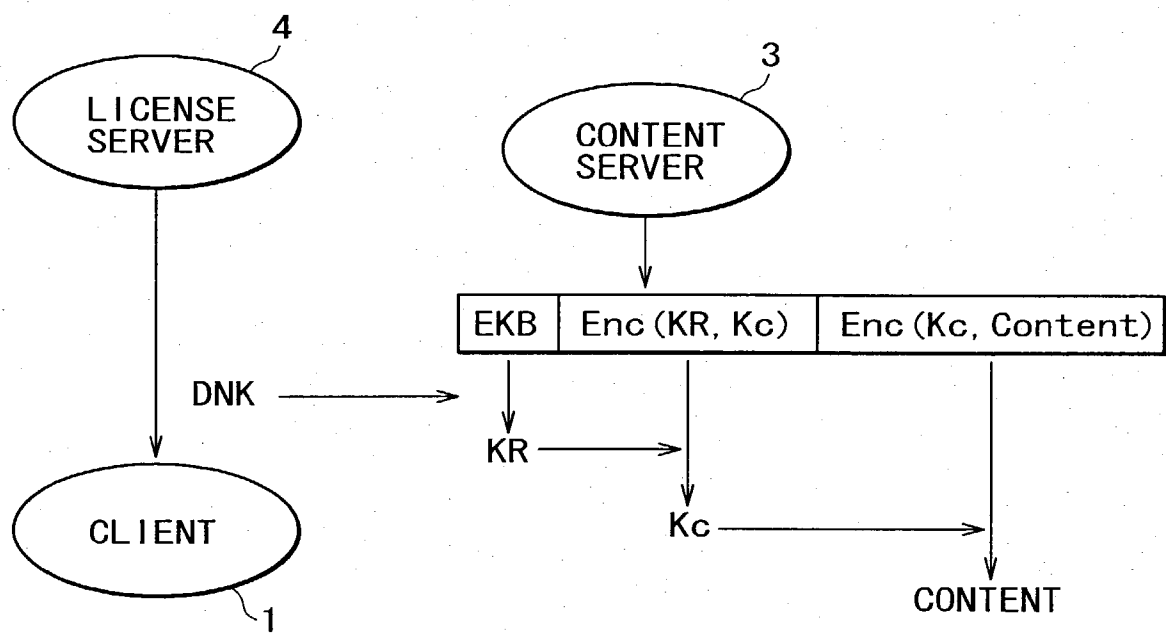 4
LICENSE
SERVER
3
CONTENT
SERVER
EKB Enc(KR, Kc) Enc(Kc, Content)
DNK
KR
Kc
CLIENT
CONTENT
1